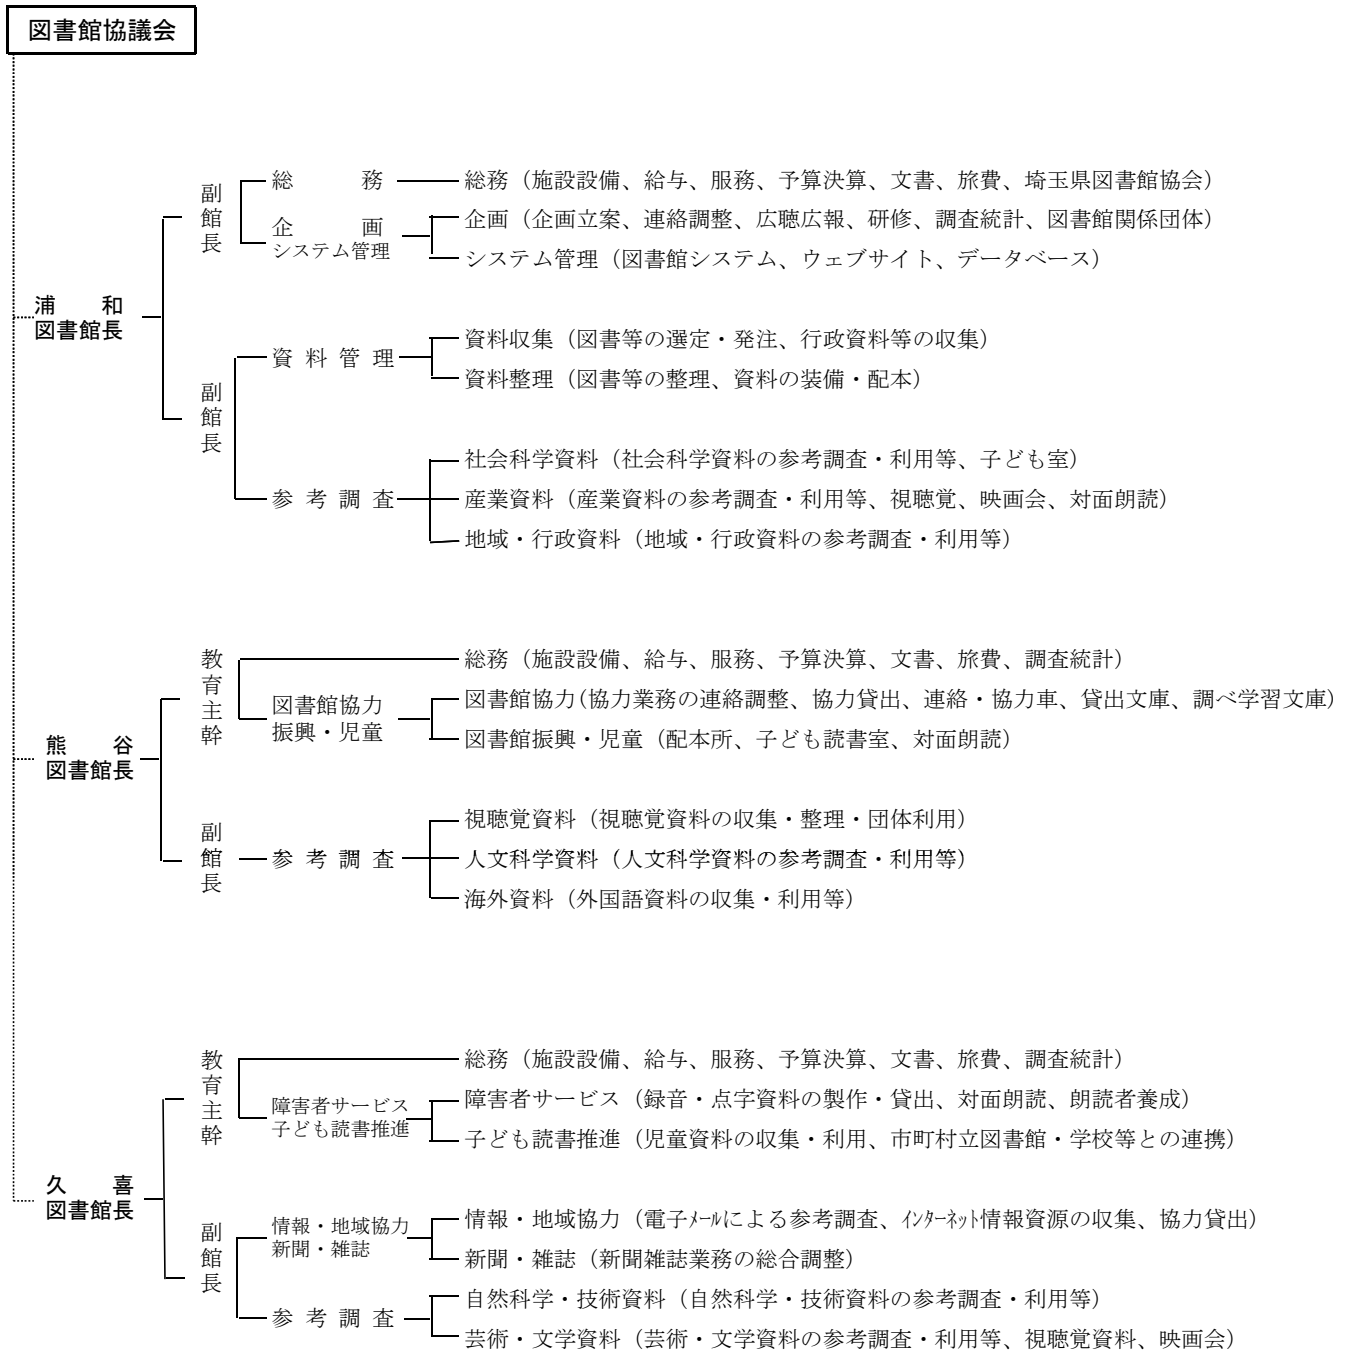 図書館協議会
浦和
図書館長
副館長
総務
総務（施設設備、給与、服務、予算決算、文書、旅費、埼玉県図書館協会）
企画
システム管理
企画（企画立案、連絡調整、広聴広報、研修、調査統計、図書館関係団体）
システム管理（図書館システム、ウェブサイト、データベース）
副館長
資料管理
資料収集（図書等の選定・発注、行政資料等の収集）
資料整理（図書等の整理、資料の装備・配本）
参考調査
社会科学資料（社会科学資料の参考調査・利用等、子ども室）
産業資料（産業資料の参考調査・利用等、視聴覚、映画会、対面朗読）
地域・行政資料（地域・行政資料の参考調査・利用等）
熊谷
図書館長
教育主幹
総務（施設設備、給与、服務、予算決算、文書、旅費、調査統計）
図書館協力
振興・児童
図書館協力（協力業務の連絡調整、協力貸出、連絡・協力車、貸出文庫、調べ学習文庫）
図書館振興・児童（配本所、子ども読書室、対面朗読）
副館長
参考調査
視聴覚資料（視聴覚資料の収集・整理・団体利用）
人文科学資料（人文科学資料の参考調査・利用等）
海外資料（外国語資料の収集・利用等）
久喜
図書館長
教育主幹
総務（施設設備、給与、服務、予算決算、文書、旅費、調査統計）
障害者サービス
子ども読書推進
障害者サービス（録音・点字資料の製作・貸出、対面朗読、朗読者養成）
子ども読書推進（児童資料の収集・利用、市町村立図書館・学校等との連携）
副館長
情報・地域協力
新聞・雑誌
情報・地域協力（電子ﾒｰﾙによる参考調査、ｲﾝﾀｰﾈｯﾄ情報資源の収集、協力貸出）
新聞・雑誌（新聞雑誌業務の総合調整）
参考調査
自然科学・技術資料（自然科学・技術資料の参考調査・利用等）
芸術・文学資料（芸術・文学資料の参考調査・利用等、視聴覚資料、映画会）